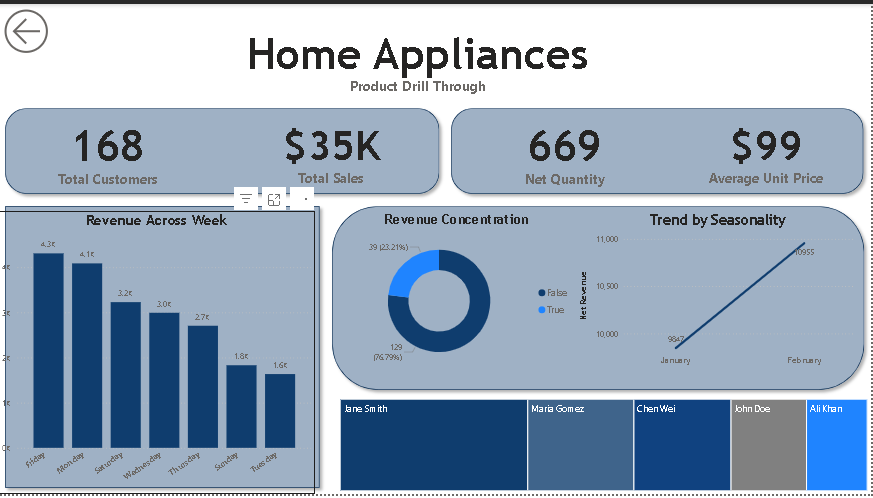 Home Appliances
Product Drill Through
168
Total Customers
$35K
Total Sales
669
Net Quantity
$99
Average Unit Price
Revenue Across Week
4.3K
4.1K
3.2K
3.0K
2.7K
1.8K
1.6K
4K
3K
2K
1K
0K
Friday
Monday
Saturday
Wednesday
Thursday
Sunday
Tuesday
Revenue Concentration
39 (23.21%)
129
(76.79%)
False
True
Trend by Seasonality
Net Revenue
11,000
10,500
10,000
9847
10955
January
February
Jane Smith
Maria Gomez
Chen Wei
John Doe
Ali Khan